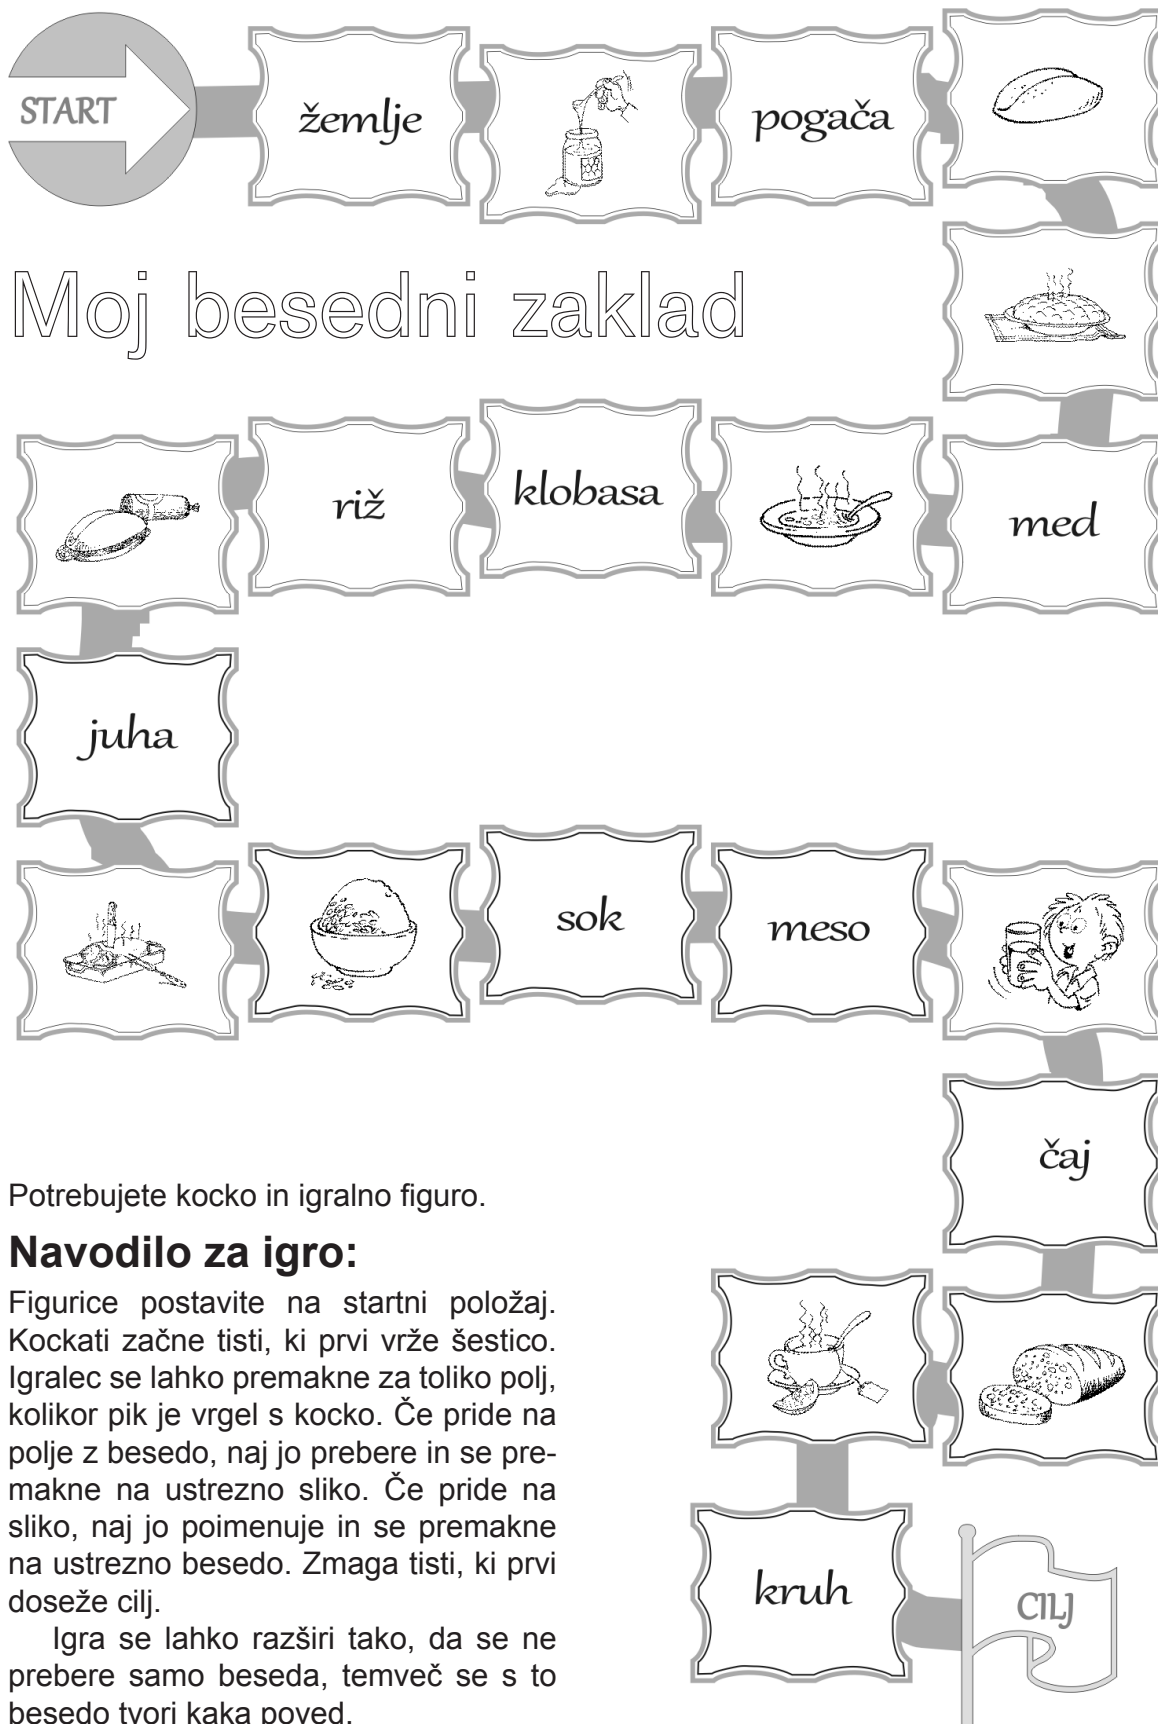 START
žemlje
pogača
Moj besedni zaklad
med
klobasa
riž
juha
sok
meso
čaj
kruh
CILJ
Potrebujete kocko in igralno figuro.
Navodilo za igro:
Figurice postavite na startni položaj.
Kockati začne tisti, ki prvi vrže šestico.
Igralec se lahko premakne za toliko polj,
kolikor pik je vrgel s kocko. Če pride na
polje z besedo, naj jo prebere in se pre-
makne na ustrezno sliko. Če pride na
sliko, naj jo poimenuje in se premakne
na ustrezno besedo. Zmaga tisti, ki prvi
doseže cilj.
Igra se lahko razširi tako, da se ne
prebere samo beseda, temveč se s to
besedo tvori kaka poved.